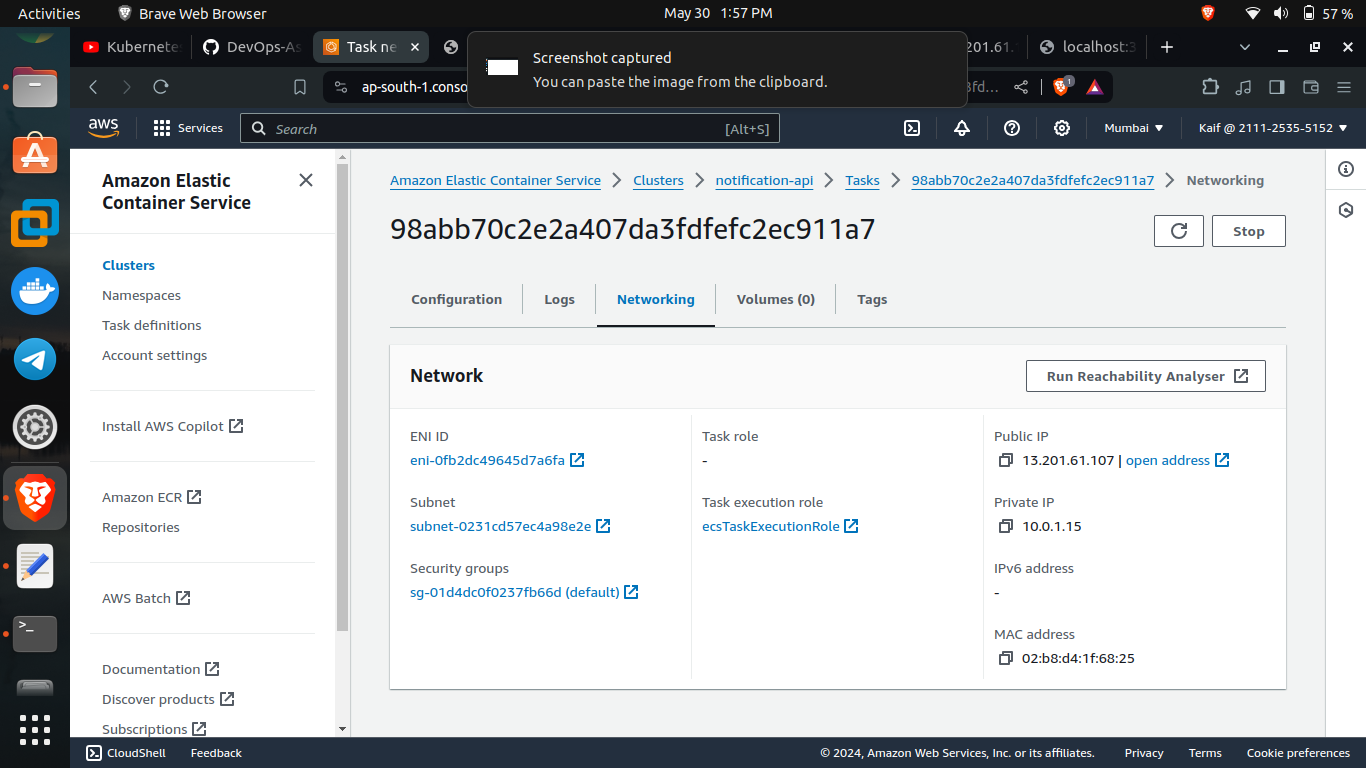 Activities
Brave Web Browser
May 30 1:57 PM
57 %
Kubernete
DevOps-As
Task ne
01.61.
localhost:3
Screenshot captured
You can paste the image from the clipboard.
ap-south-1.conso
3fd…
1
aws
Services
Search
[Alt+S]
Mumbai
Kaif @ 2111-2535-5152
Amazon Elastic
Container Service
Clusters
Namespaces
Task definitions
Account settings
Install AWS Copilot
Amazon ECR
Repositories
AWS Batch
Documentation
Discover products
Subscriptions
Amazon Elastic Container Service
Clusters
notification-api
Tasks
98abb70c2e2a407da3fdfefc2ec911a7
Networking
98abb70c2e2a407da3fdfefc2ec911a7
Stop
Configuration
Logs
Networking
Volumes (0)
Tags
Network
Run Reachability Analyser
ENI ID
eni-0fb2dc49645d7a6fa
Subnet
subnet-0231cd57ec4a98e2e
Security groups
sg-01d4dc0f0237fb66d (default)
Task role
-
Task execution role
ecsTaskExecutionRole
Public IP
13.201.61.107 | open address
Private IP
10.0.1.15
IPv6 address
-
MAC address
02:b8:d4:1f:68:25
CloudShell
Feedback
© 2024, Amazon Web Services, Inc. or its affiliates.
Privacy
Terms
Cookie preferences